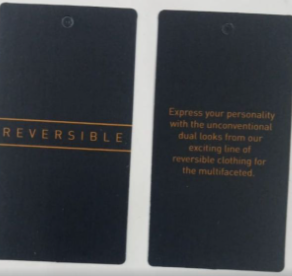 REVERSIBLE
Express your personality
with the unconventional
dual looks from our
exciting line of
reversible clothing for
the multifaceted.